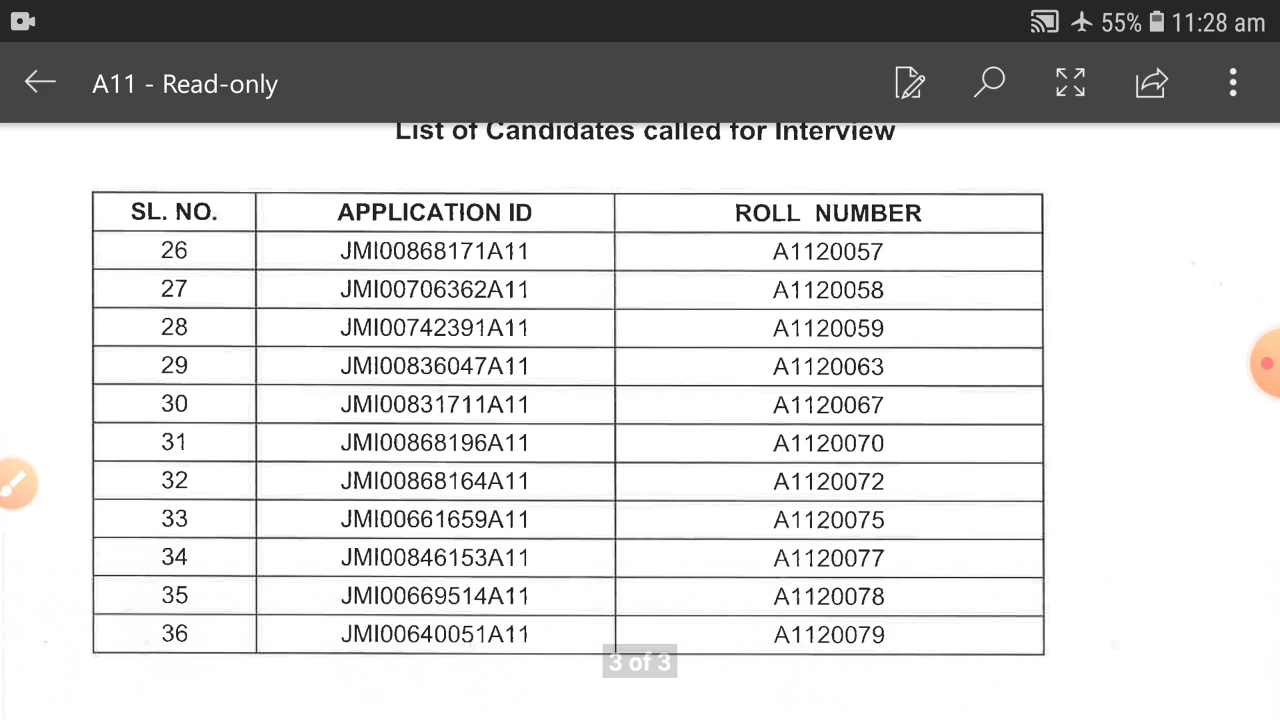 55% 11:28 am
A11 - Read-only
List of Candidates called for Interview
SL. NO. APPLICATION ID ROLL NUMBER
26 JMI00868171A11 A1120057
27 JMI00706362A11 A1120058
28 JMI00742391A11 A1120059
29 JMI00836047A11 A1120063
30 JMI00831711A11 A1120067
31 JMI00868196A11 A1120070
32 JMI00868164A11 A1120072
33 JMI00661659A11 A1120075
34 JMI00846153A11 A1120077
35 JMI00669514A11 A1120078
36 JMI00640051A11 A1120079
3 of 3